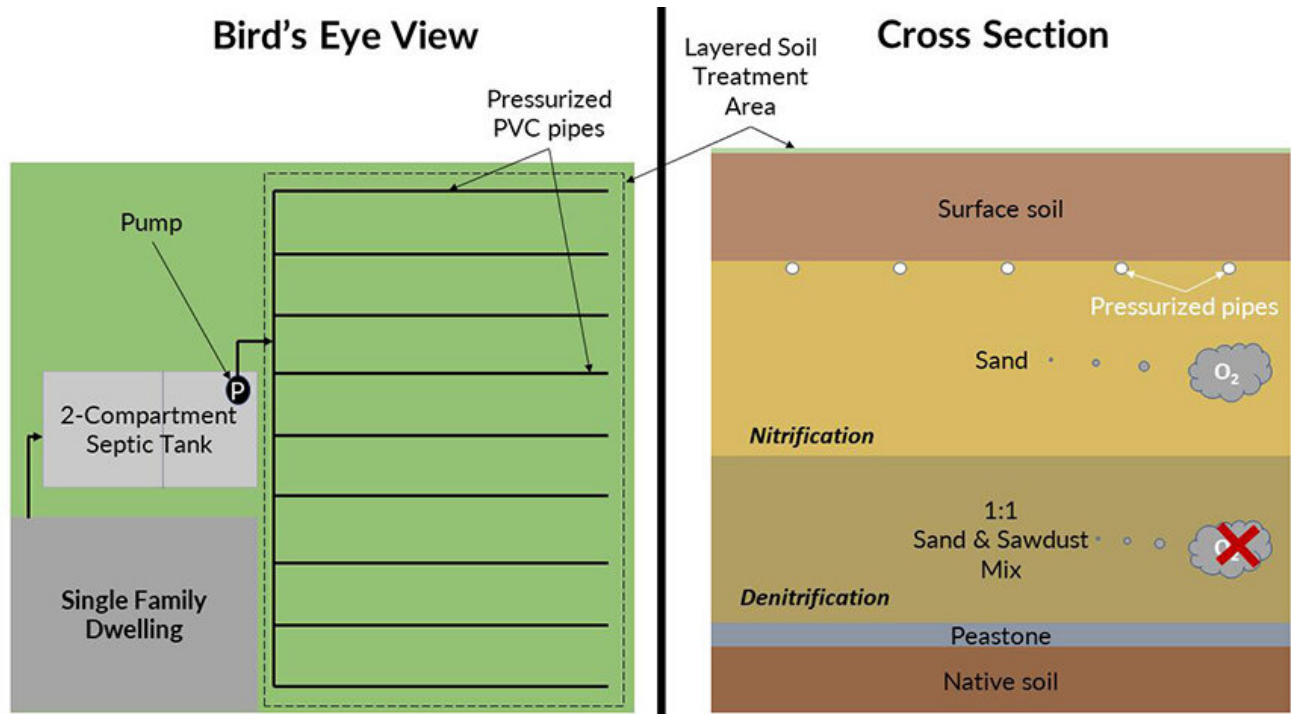 Bird's Eye View
Pressurized
PVC pipes
Pump
P
2-Compartment
Septic Tank
Single Family
Dwelling
Layered Soil
Treatment
Area
Cross Section
Surface soil
Pressurized pipes
Sand
O2
Nitrification
1:1
Sand & Sawdust
Mix
O2
Denitrification
Peastone
Native soil